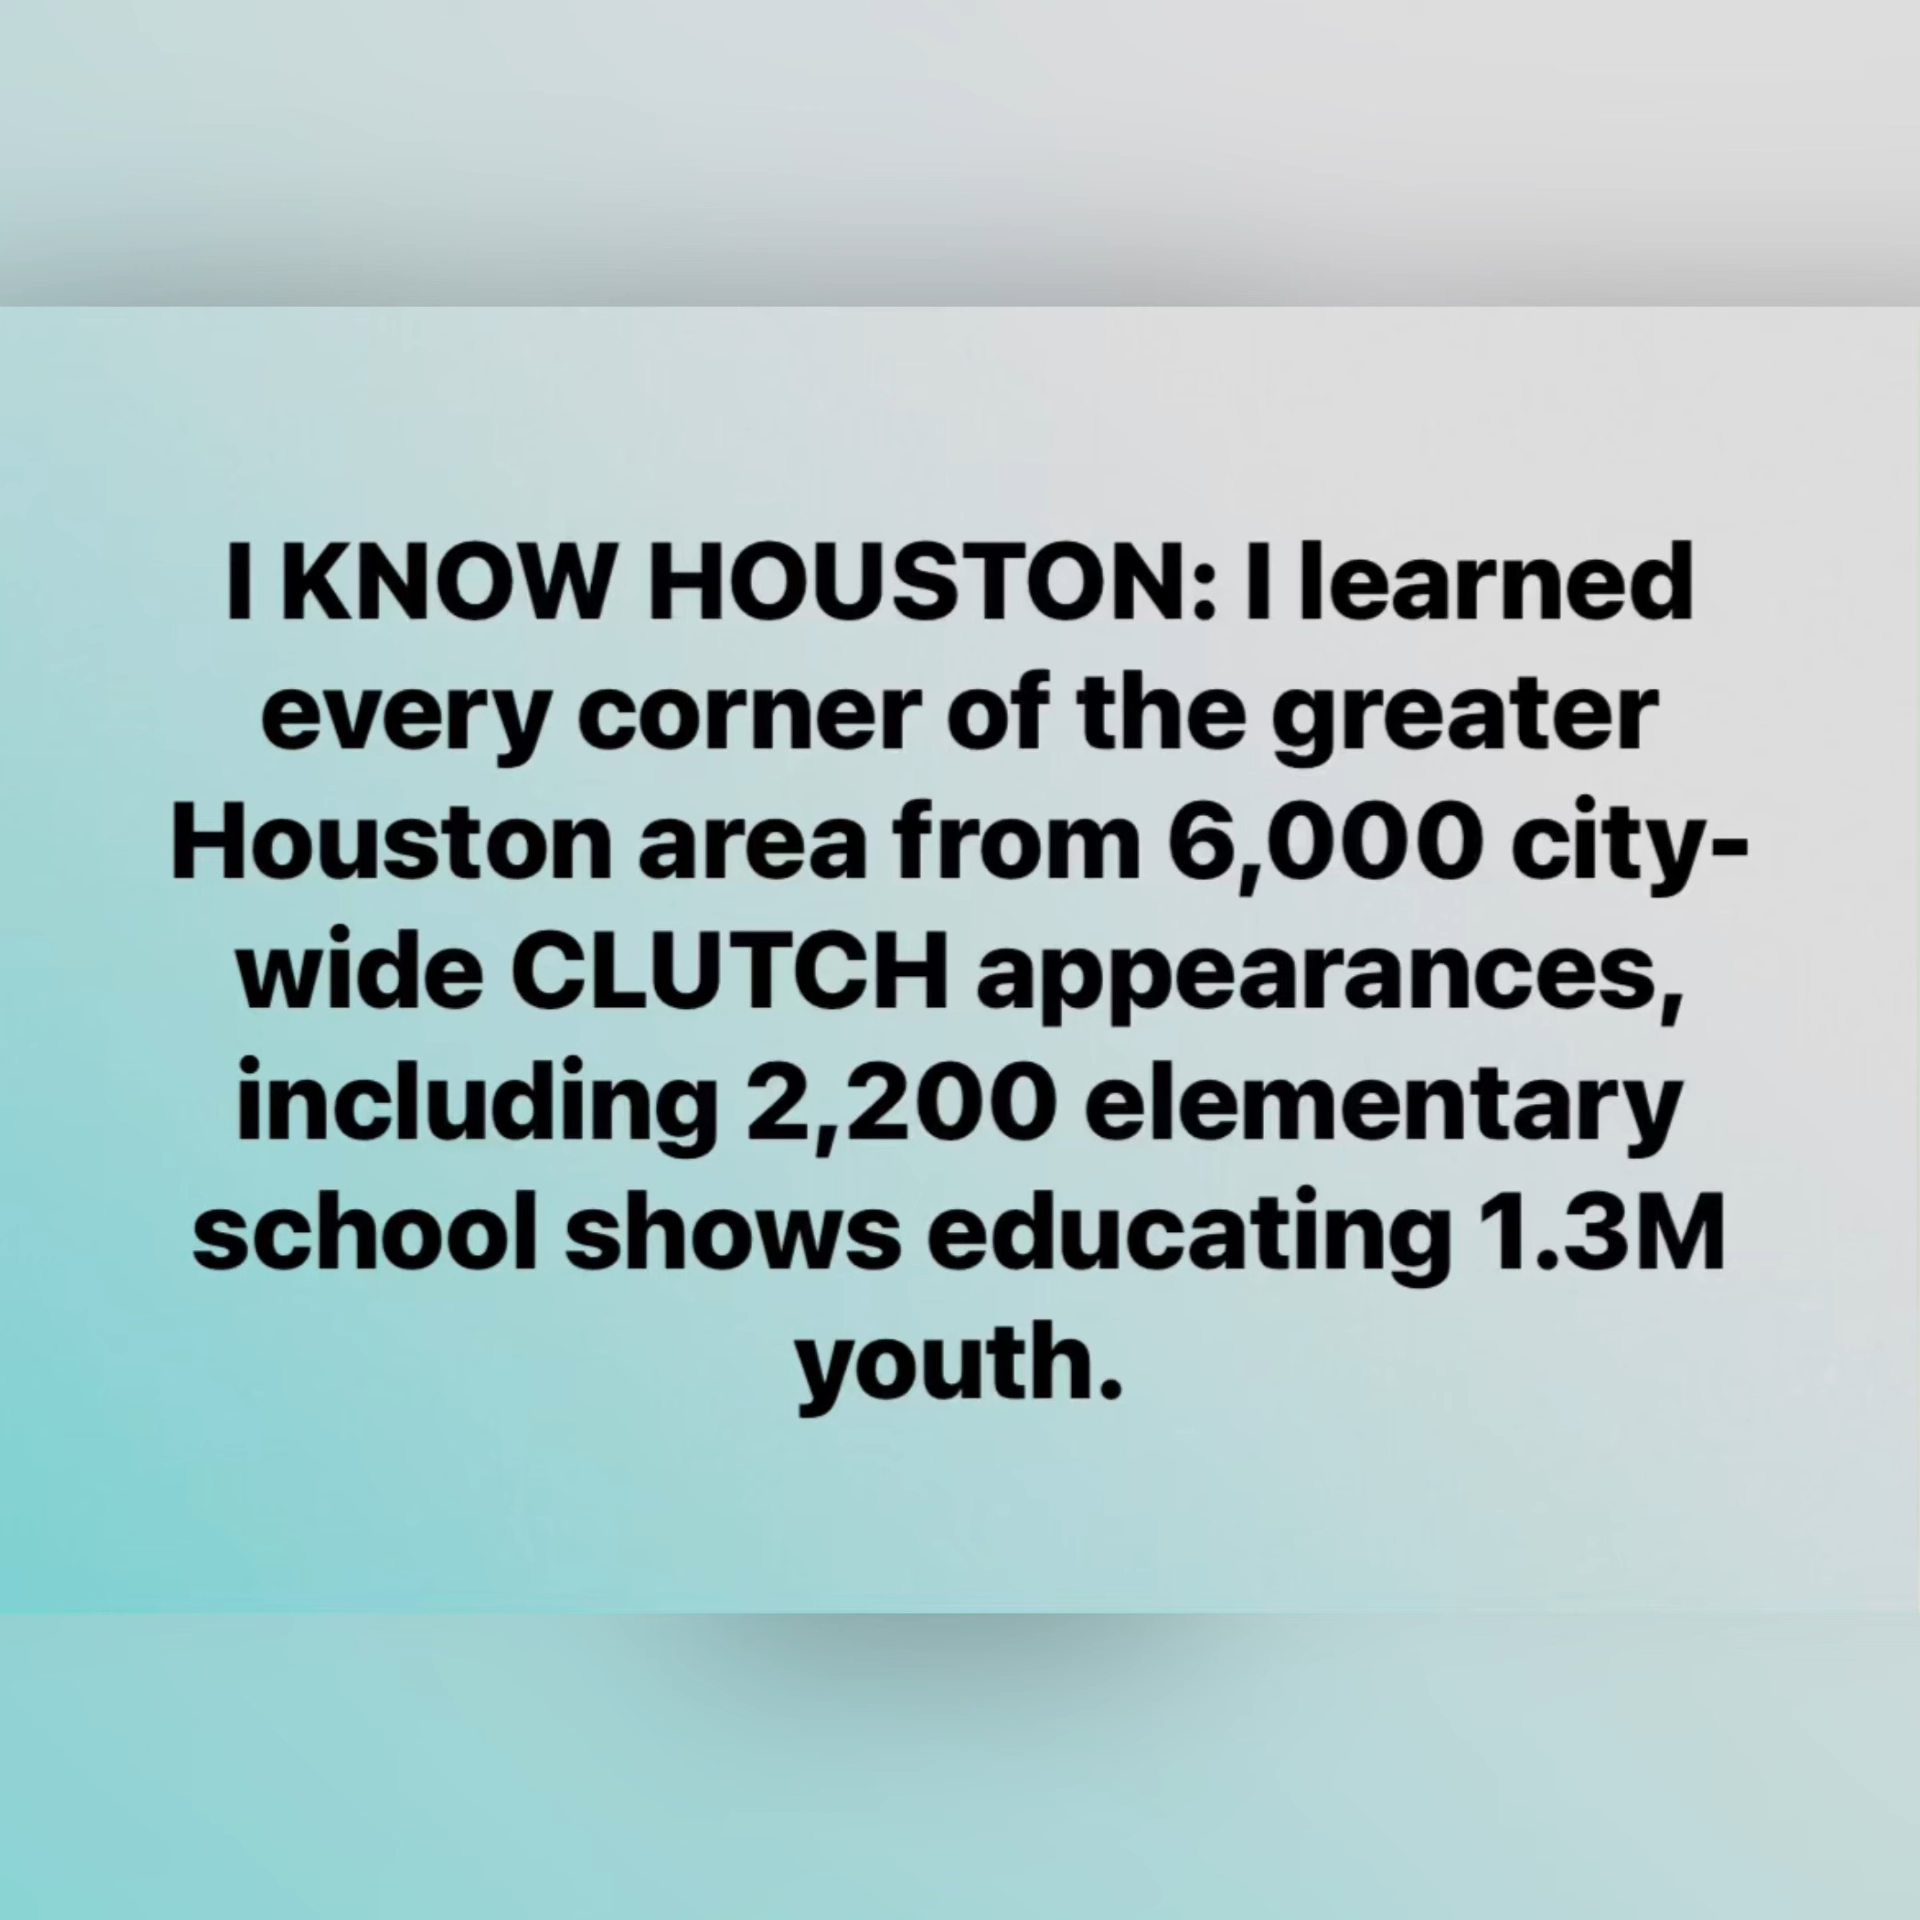 I KNOW HOUSTON: I learned
every corner of the greater
Houston area from 6,000 city-
wide CLUTCH appearances,
including 2,200 elementary
school shows educating 1.3M
youth.